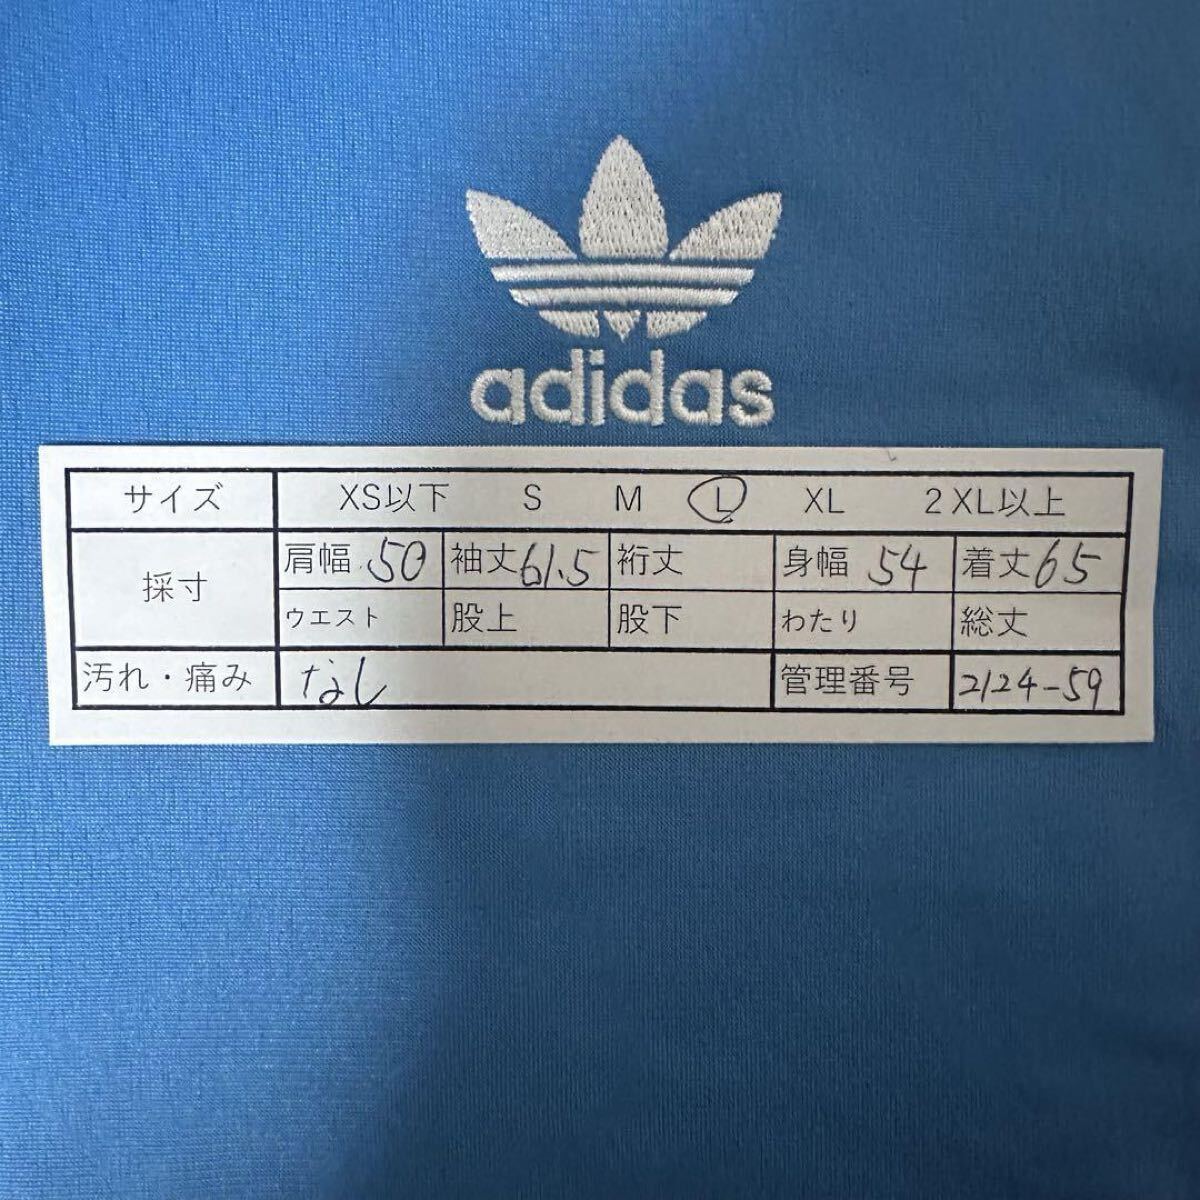 adidas
サイズ XS以下 S M L XL 2XL以上
採寸 肩幅 50 袖丈 61.5 裄丈 身幅 54 着丈 65
ウエスト 股上 股下 わたり 総丈
汚れ・痛み なし 管理番号 2124-59